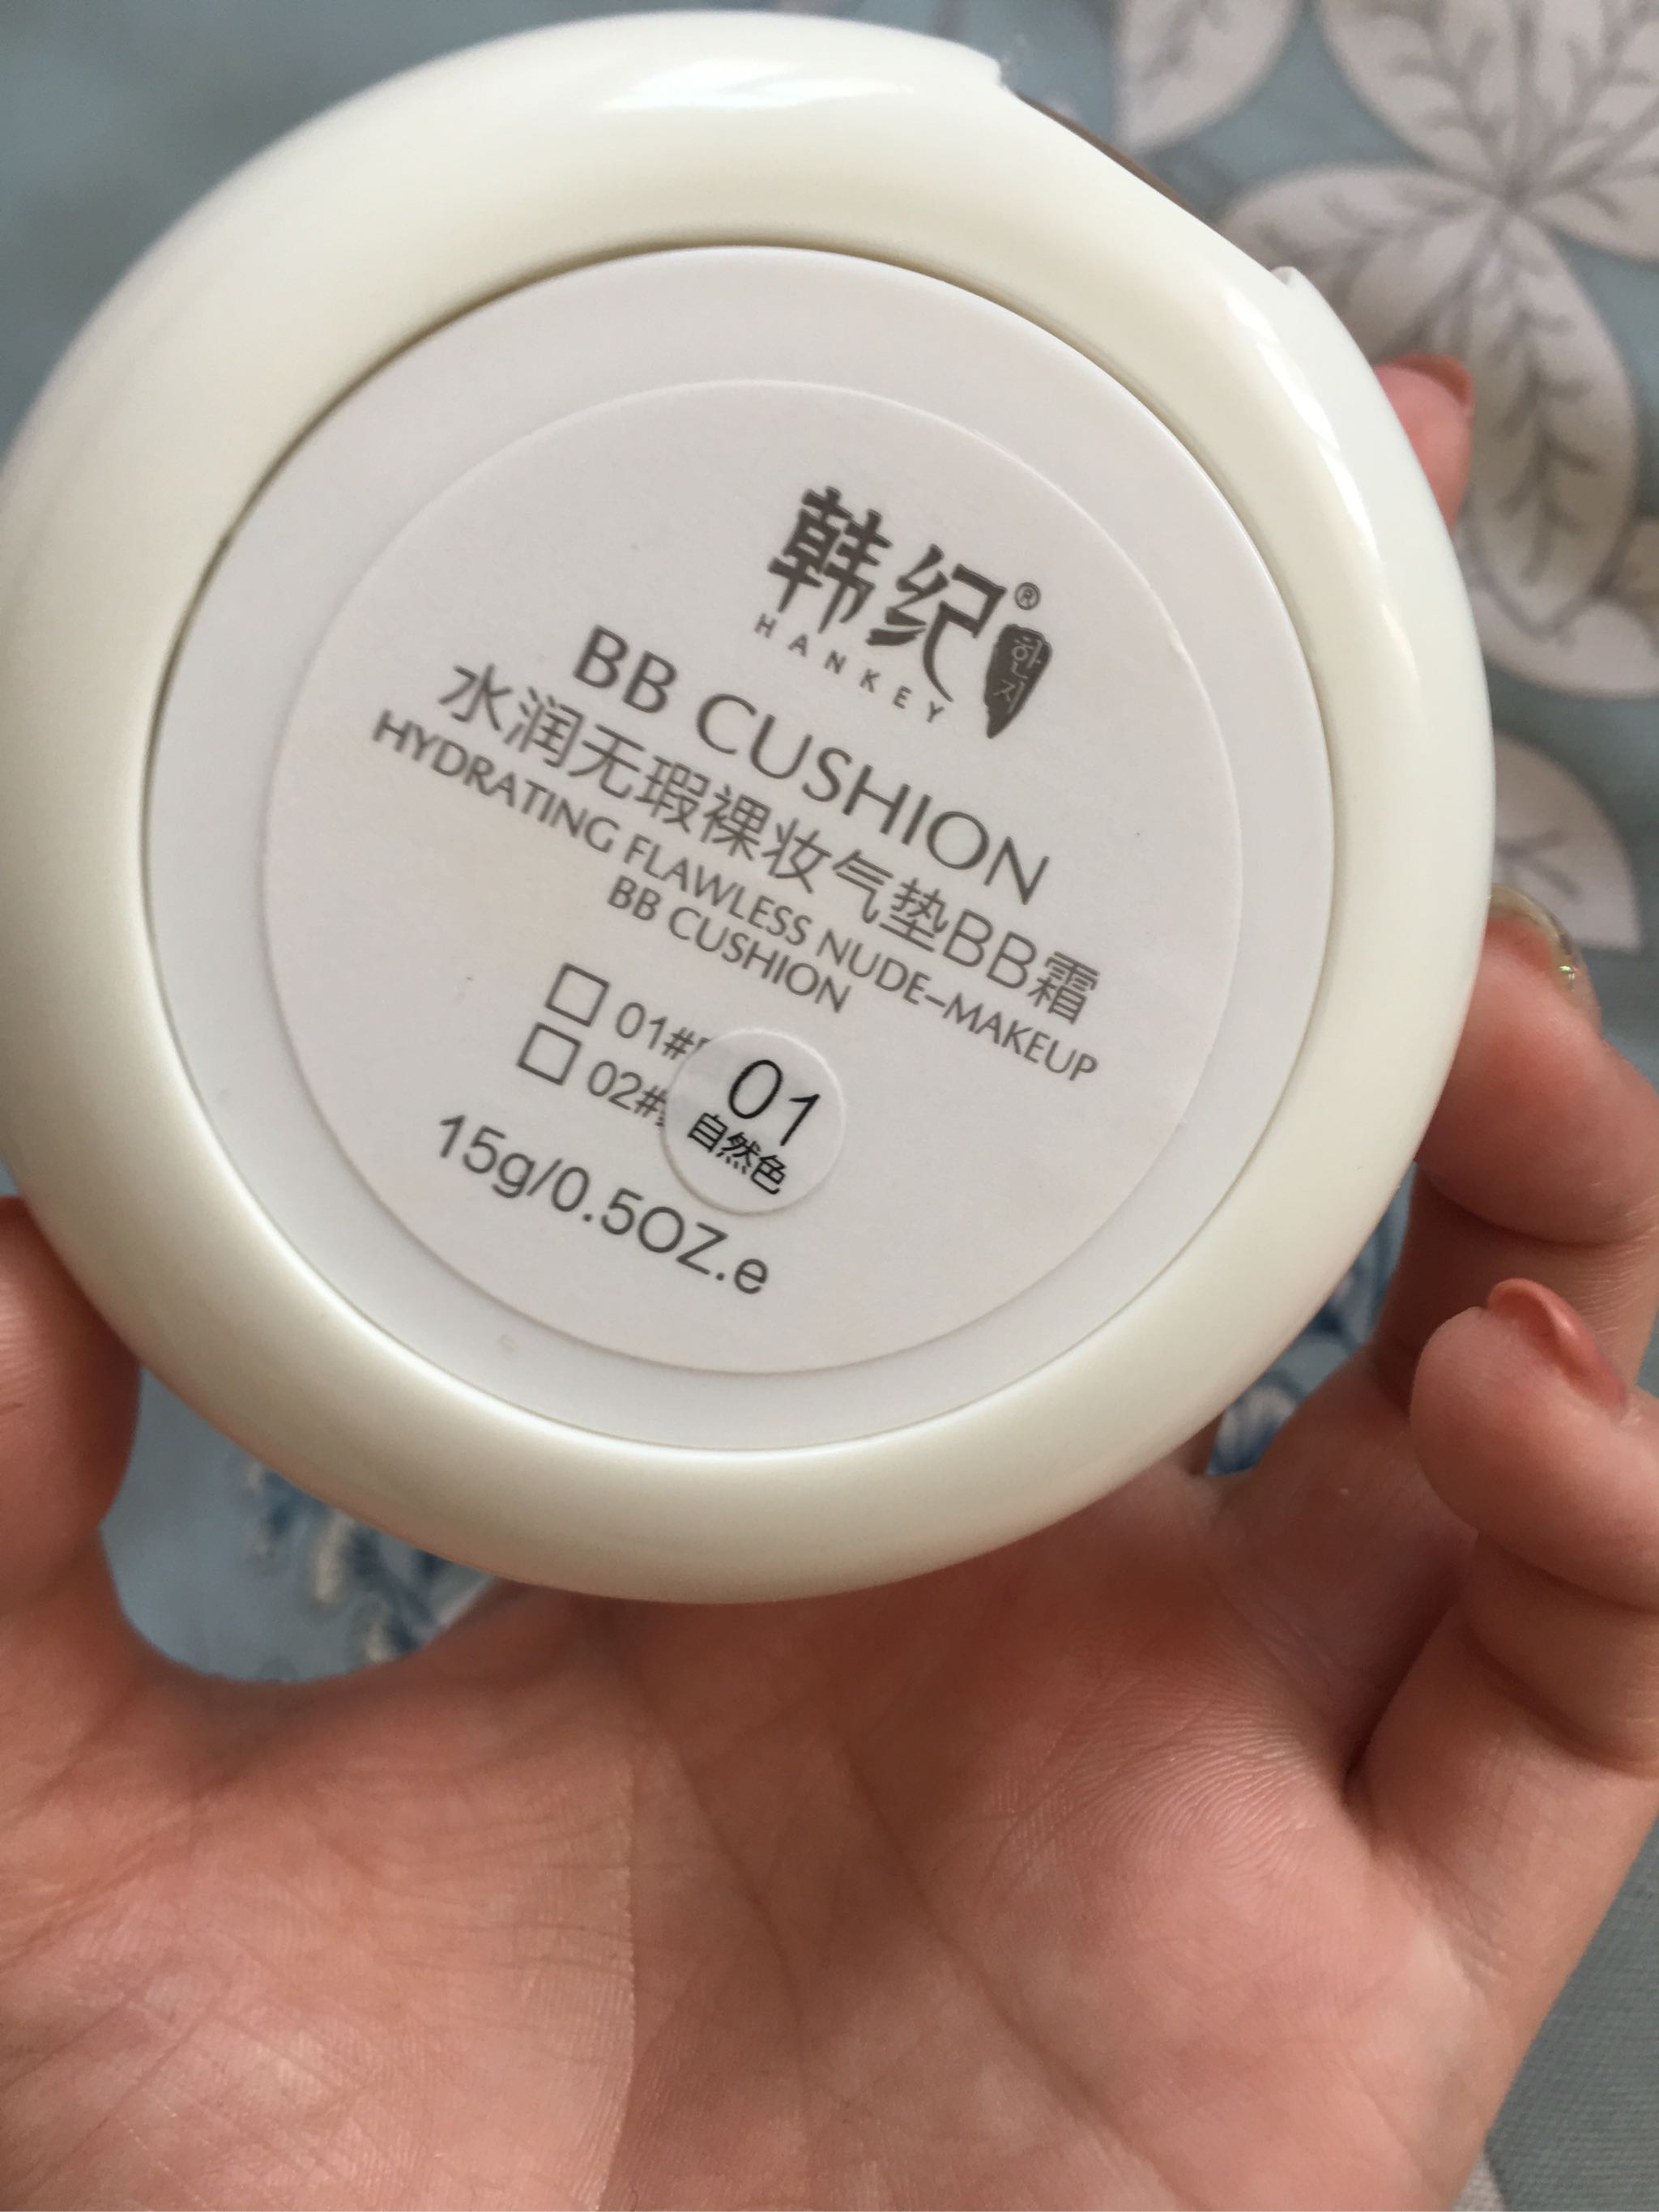 韩纪®
한지
HANKEY
BB CUSHION
水润无瑕裸妆气垫BB霜
HYDRATING FLAWLESS NUDE-MAKEUP
BB CUSHION
01#
02#
01
自然色
15g/0.5OZ.e